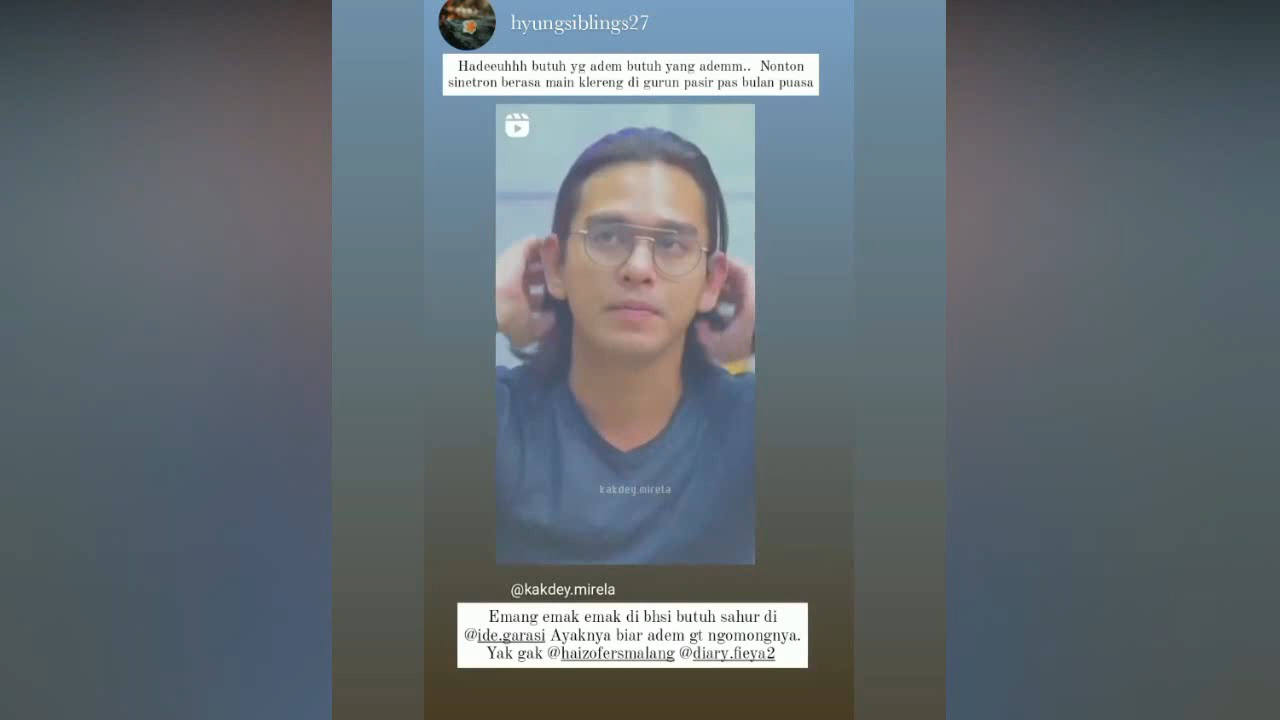 hyungsiblings27
Hadeeuhhh butuh yg adem butuh yang ademm.. Nonton
sinetron berasa main klereng di gurun pasir pas bulan puasa
kakdey.mirela
@kakdey.mirela
Emang emak emak di bhsi butuh sahur di
@ide.garasi Ayaknya biar adem gt ngomongnya.
Yak gak @haizofersmalang @diary.fieya2